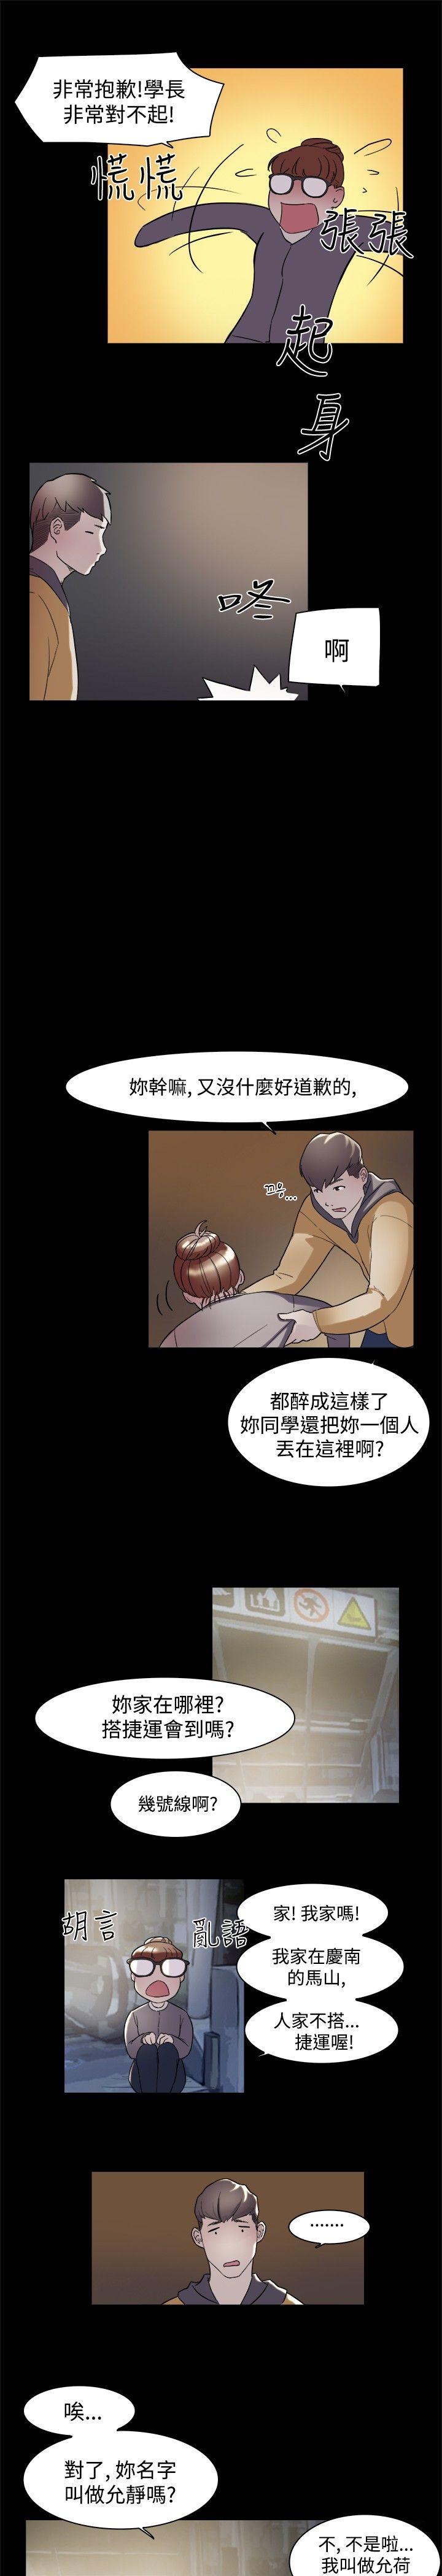 非常抱歉!學長
非常對不起!
慌慌
張張
起
身
咚
啊
妳幹嘛, 又沒什麼好道歉的,
都醉成這樣了
妳同學還把妳一個人
丟在這裡啊?
妳家在哪裡?
搭捷運會到嗎?
幾號線啊?
胡言
亂語
家! 我家嗎!
我家在慶南
的馬山,
人家不搭...
捷運喔!
.......
唉...
對了, 妳名字
叫做允靜嗎?
不, 不是啦...
我叫做允荷